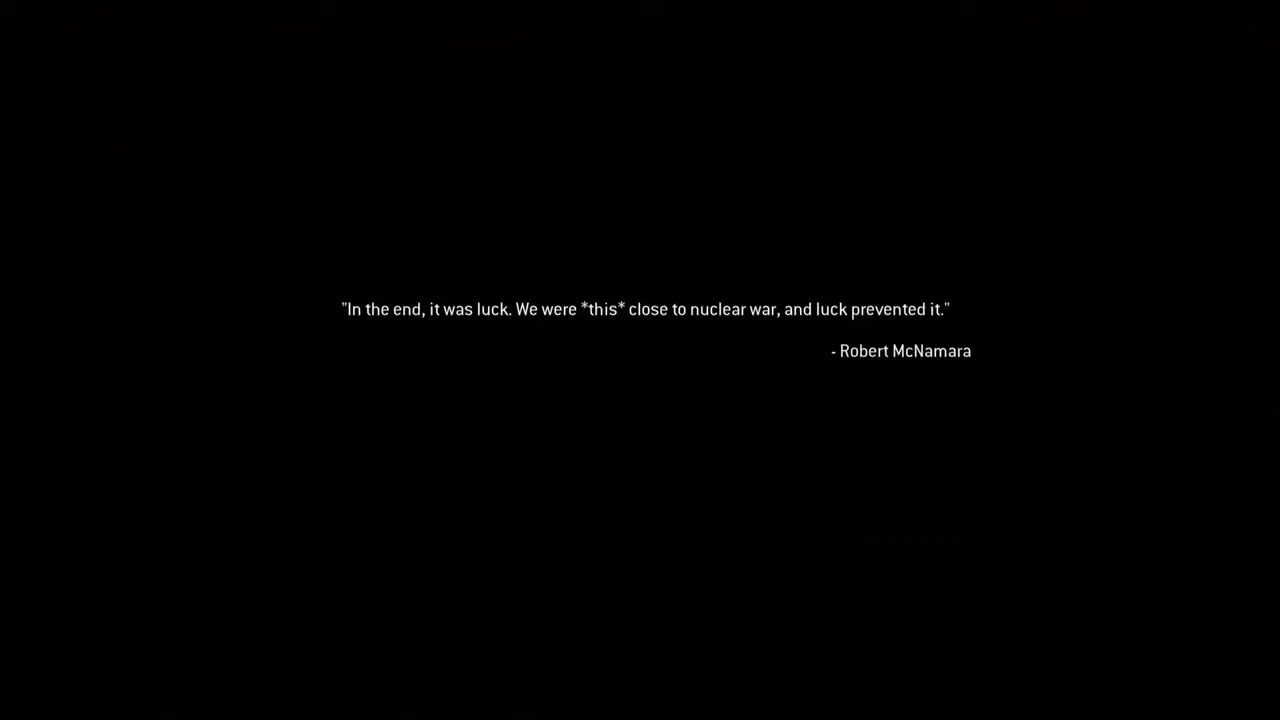 "In the end, it was luck. We were *this* close to nuclear war, and luck prevented it."
- Robert McNamara